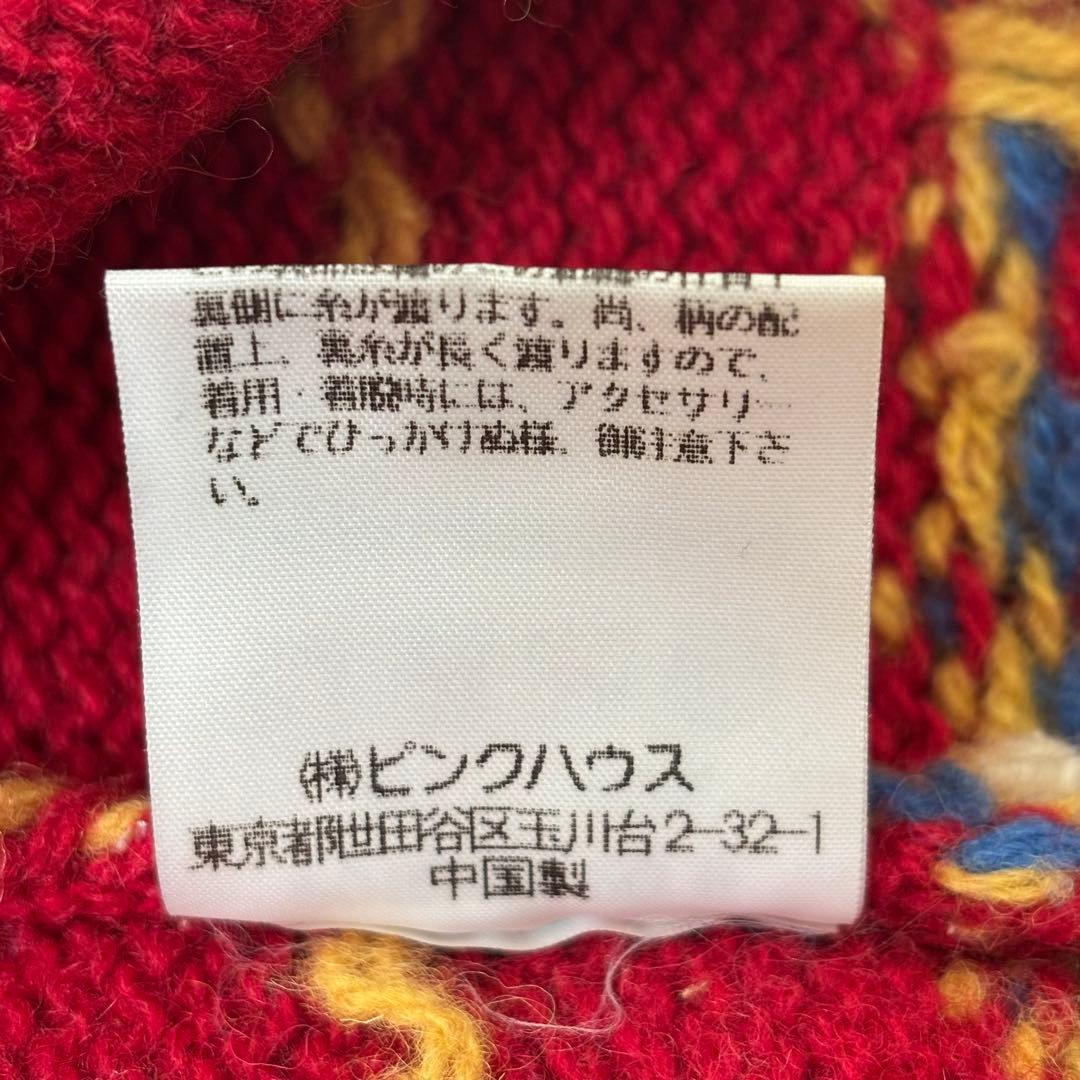 裏側に糸が渡ります。尚、柄の配
置上、裏糸が長く渡りますので、
着用・着脱時には、アクセサリー
などでひっかけぬ様、御注意下さ
い。
(株)ピンクハウス
東京都世田谷区玉川台2-32-1
中国製